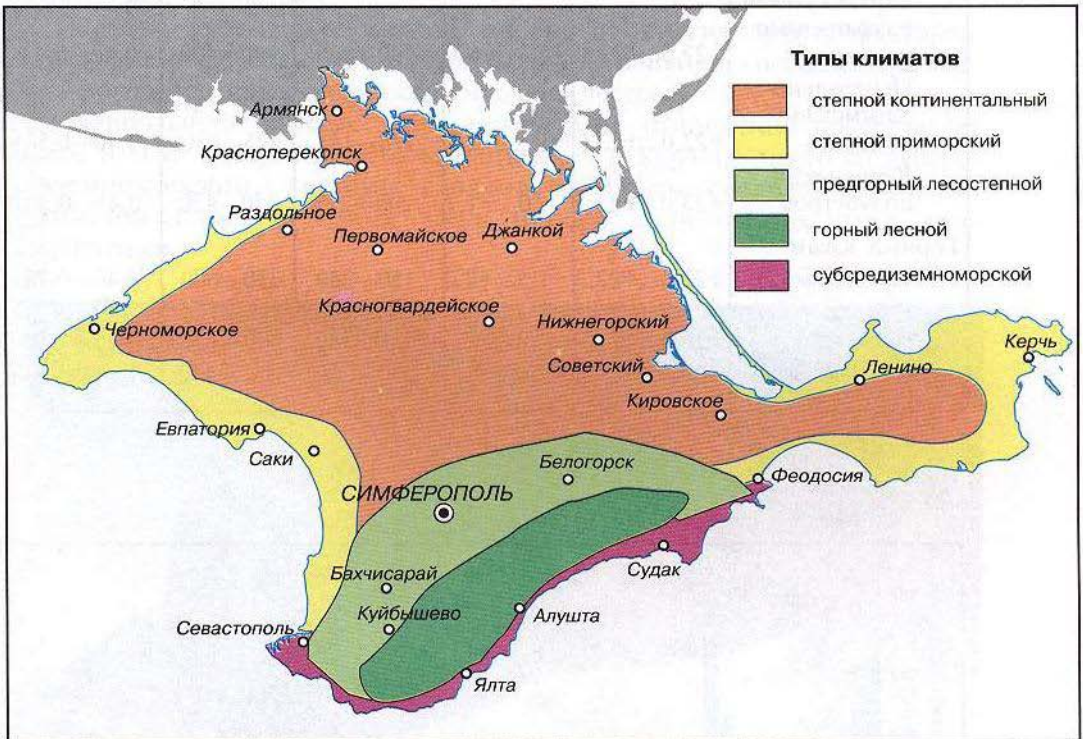 Типы климатов
степной континентальный
степной приморский
предгорный лесостепной
горный лесной
субсредиземноморской
Армянск
Красноперекопск
Раздольное
Первомайское
Джанкой
Красногвардейское
Черноморское
Нижнегорский
Советский
Керчь
Ленино
Кировское
Евпатория
Саки
Белогорск
Феодосия
СИМФЕРОПОЛЬ
Бахчисарай
Судак
Куйбышево
Алушта
Севастополь
Ялта